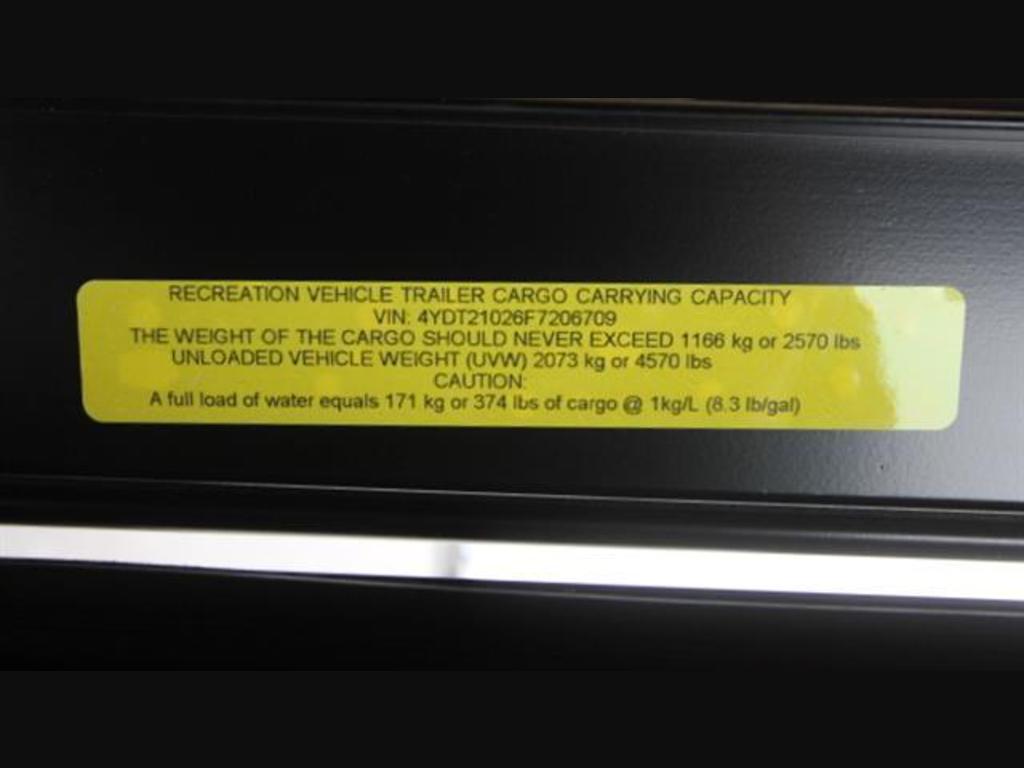 RECREATION VEHICLE TRAILER CARGO CARRYING CAPACITY
VIN: 4YDT21026F7206709
THE WEIGHT OF THE CARGO SHOULD NEVER EXCEED 1166 kg or 2570 lbs
UNLOADED VEHICLE WEIGHT (UVW) 2073 kg or 4570 lbs
CAUTION:
A full load of water equals 171 kg or 374 lbs of cargo @ 1kg/L (8.3 lb/gal)